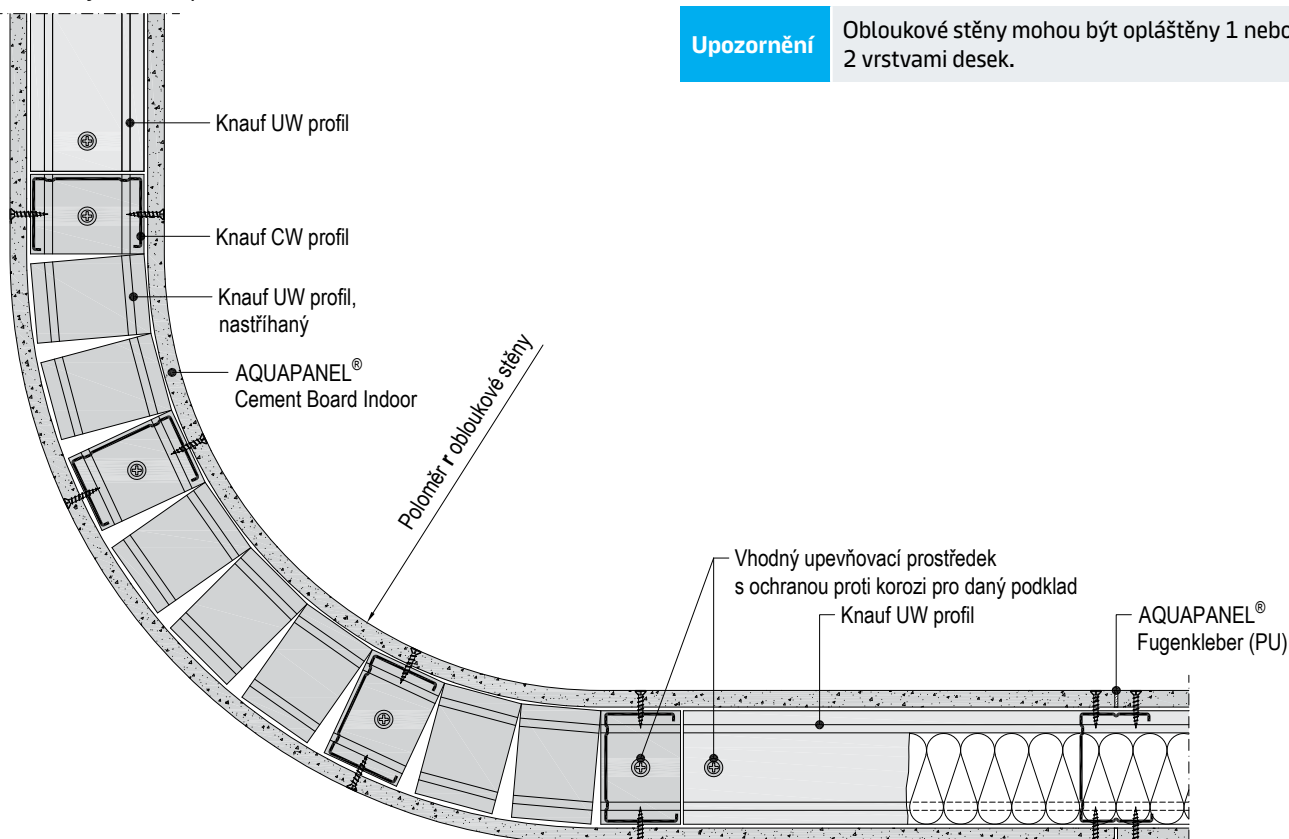 Upozornění
Obloukové stěny mohou být opláštěny 1 nebo
2 vrstvami desek.
Knauf UW profil
Knauf CW profil
Knauf UW profil,
nastříhaný
AQUAPANEL®
Cement Board Indoor
Poloměr r obloukové stěny
Vhodný upevňovací prostředek
s ochranou proti korozi pro daný podklad
Knauf UW profil
AQUAPANEL®
Fugenkleber (PU)